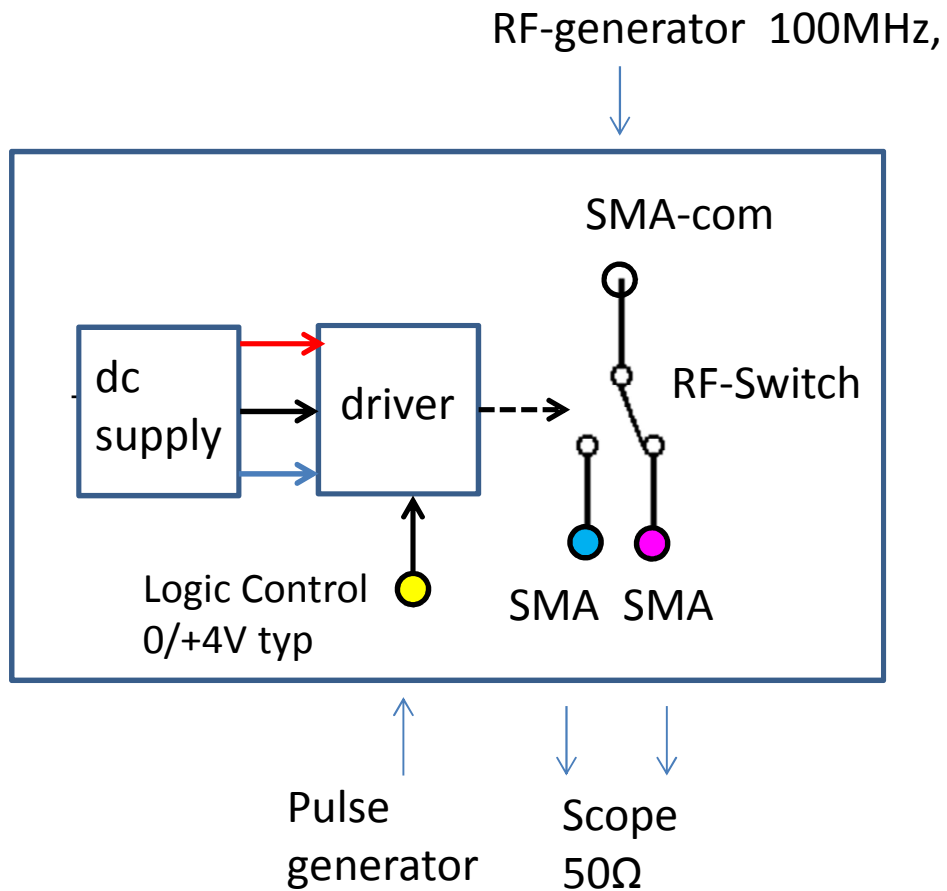 RF-generator 100MHz,
SMA-com
RF-Switch
dc
supply
driver
Logic Control
0/+4V typ
SMA SMA
Pulse
generator
Scope
50Ω